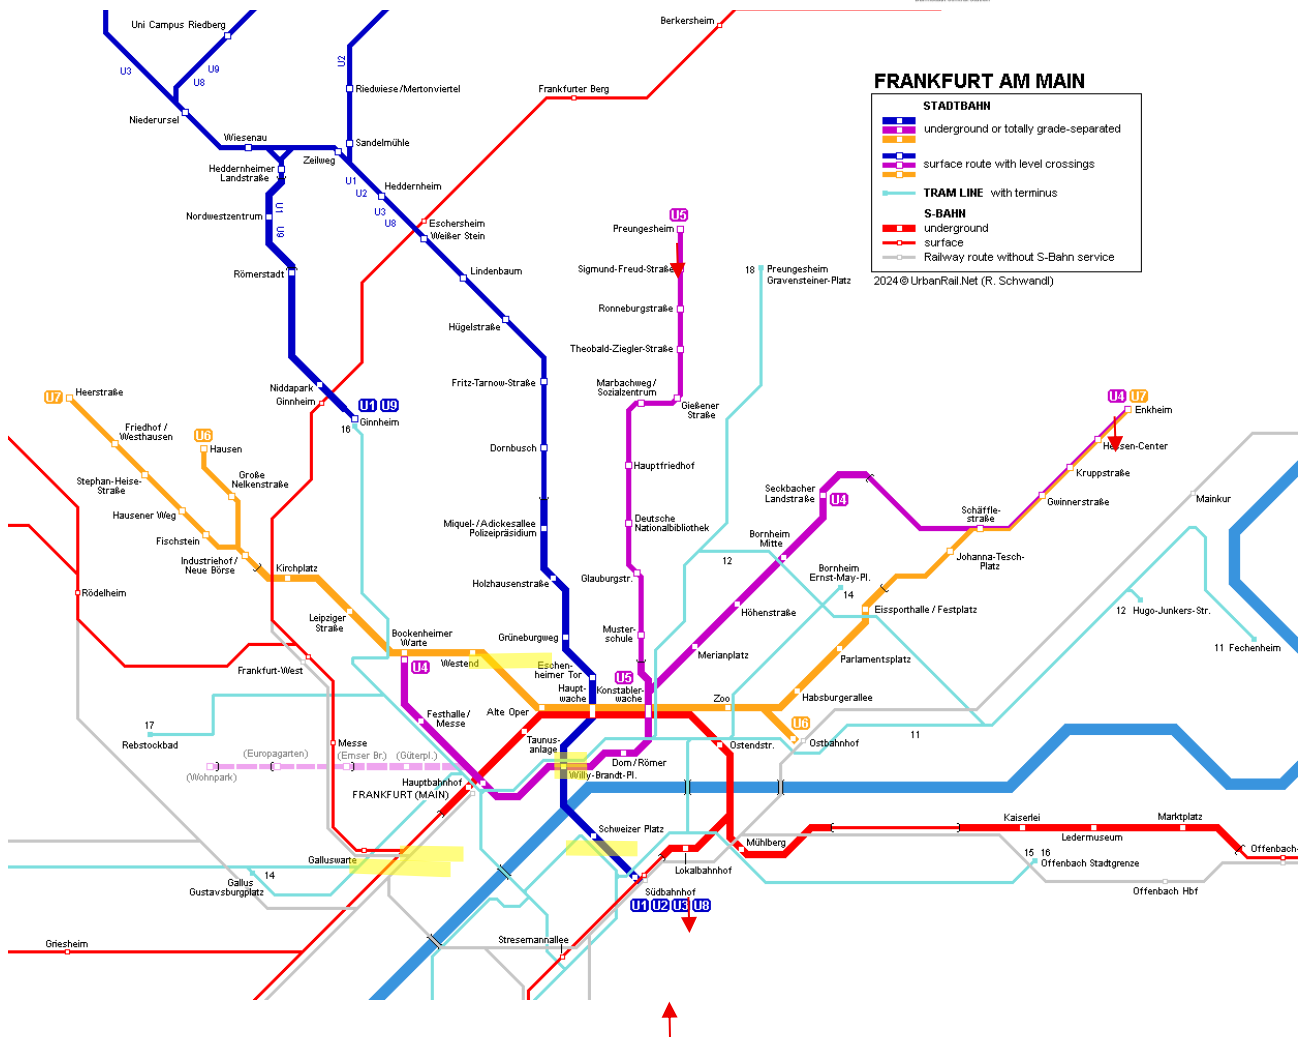 Uni Campus Riedberg
Berkersheim
U3
U9
U8
U2
FRANKFURT AM MAIN
STADTBAHN
underground or totally grade-separated
surface route with level crossings
TRAM LINE with terminus
S-BAHN
underground
surface
Railway route without S-Bahn service
2024 @ UrbanRail.Net (R. Schwandl)
Riedwiese/Mertonviertel
Frankfurter Berg
Niederursel
Wiesenau
Sandelmühle
Zeilweg
Heddernheimer
Landstraße
U1
U2
U3
U8
Heddernheim
Nordwestzentrum
U1
U9
Eschersheim
Weißer Stein
U5
Preungesheim
Sigmund-Freud-Straße
18
Preungesheim
Gravensteiner-Platz
Römerstadt
Lindenbaum
Ronneburgstraße
Hügelstraße
Theobald-Ziegler-Straße
Marbachweg/
Sozialzentrum
Gießener
Straße
Fritz-Tarnow-Straße
Niddapark
Ginnheim
U1 U9
Ginnheim
16
U7
Heerstraße
Friedhof /
Westhausen
U6
Hausen
Stephan-Heise-
Straße
Große
Nelkenstraße
Hausener Weg
Fischstein
Industriehof/
Neue Börse
Kirchplatz
Rödelheim
Leipziger
Straße
Dornbusch
Hauptfriedhof
Miquel-/Adickesallee
Polizeipräsidium
Deutsche
Nationalbibliothek
Holzhausenstraße
Glauburgstr.
Grüneburgweg
Muster-
schule
U4 U7
Enkheim
Hessen-Center
Kruppstraße
Gwinnerstraße
Mainkur
Seckbacher
Landstraße
U4
Schäffle-
straße
Johanna-Tesch-
Platz
Bornheim
Mitte
12
Bornheim
Ernst-May-Pl.
14
Höhenstraße
Eissporthalle / Festplatz
12
Hugo-Junkers-Str.
11 Fechenheim
Merianplatz
Parlamentsplatz
Habsburgerallee
Bockenheimer
Warte
Westend
U4
Eschen-
heimer Tor
U5
Haupt-
wache
Konstabler-
wache
Zoo
U6
Ostbahnhof
11
Alte Oper
Frankfurt-West
Festhalle/
Messe
Taunus-
anlage
Ostendstr.
Dom/Römer
Willy-Brandt-Pl.
17
Rebstockbad
Messe
(Europagarten)
(Emser Br.)
(Güterpl.)
(Wohnpark)
Hauptbahnhof
FRANKFURT (MAIN)
Schweizer Platz
Galluswarte
14
Gallus
Gustavsburgplatz
Mühlberg
Lokalbahnhof
Südbahnhof
U1 U2 U3 U8
Kaiserlei
Ledermuseum
Marktplatz
15 16
Offenbach Stadtgrenze
Offenbach-
Offenbach Hbf
Griesheim
Stresemannallee